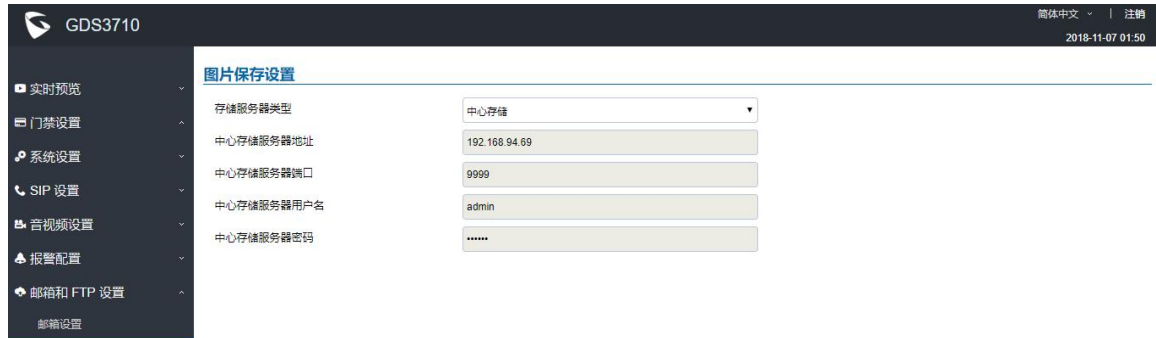 GDS3710
简体中文 | 注销
2018-11-07 01:50
实时预览
门禁设置
系统设置
SIP 设置
音视频设置
报警配置
邮箱和 FTP 设置
邮箱设置
图片保存设置
存储服务器类型 中心存储
中心存储服务器地址 192.168.94.69
中心存储服务器端口 9999
中心存储服务器用户名 admin
中心存储服务器密码 ••••••